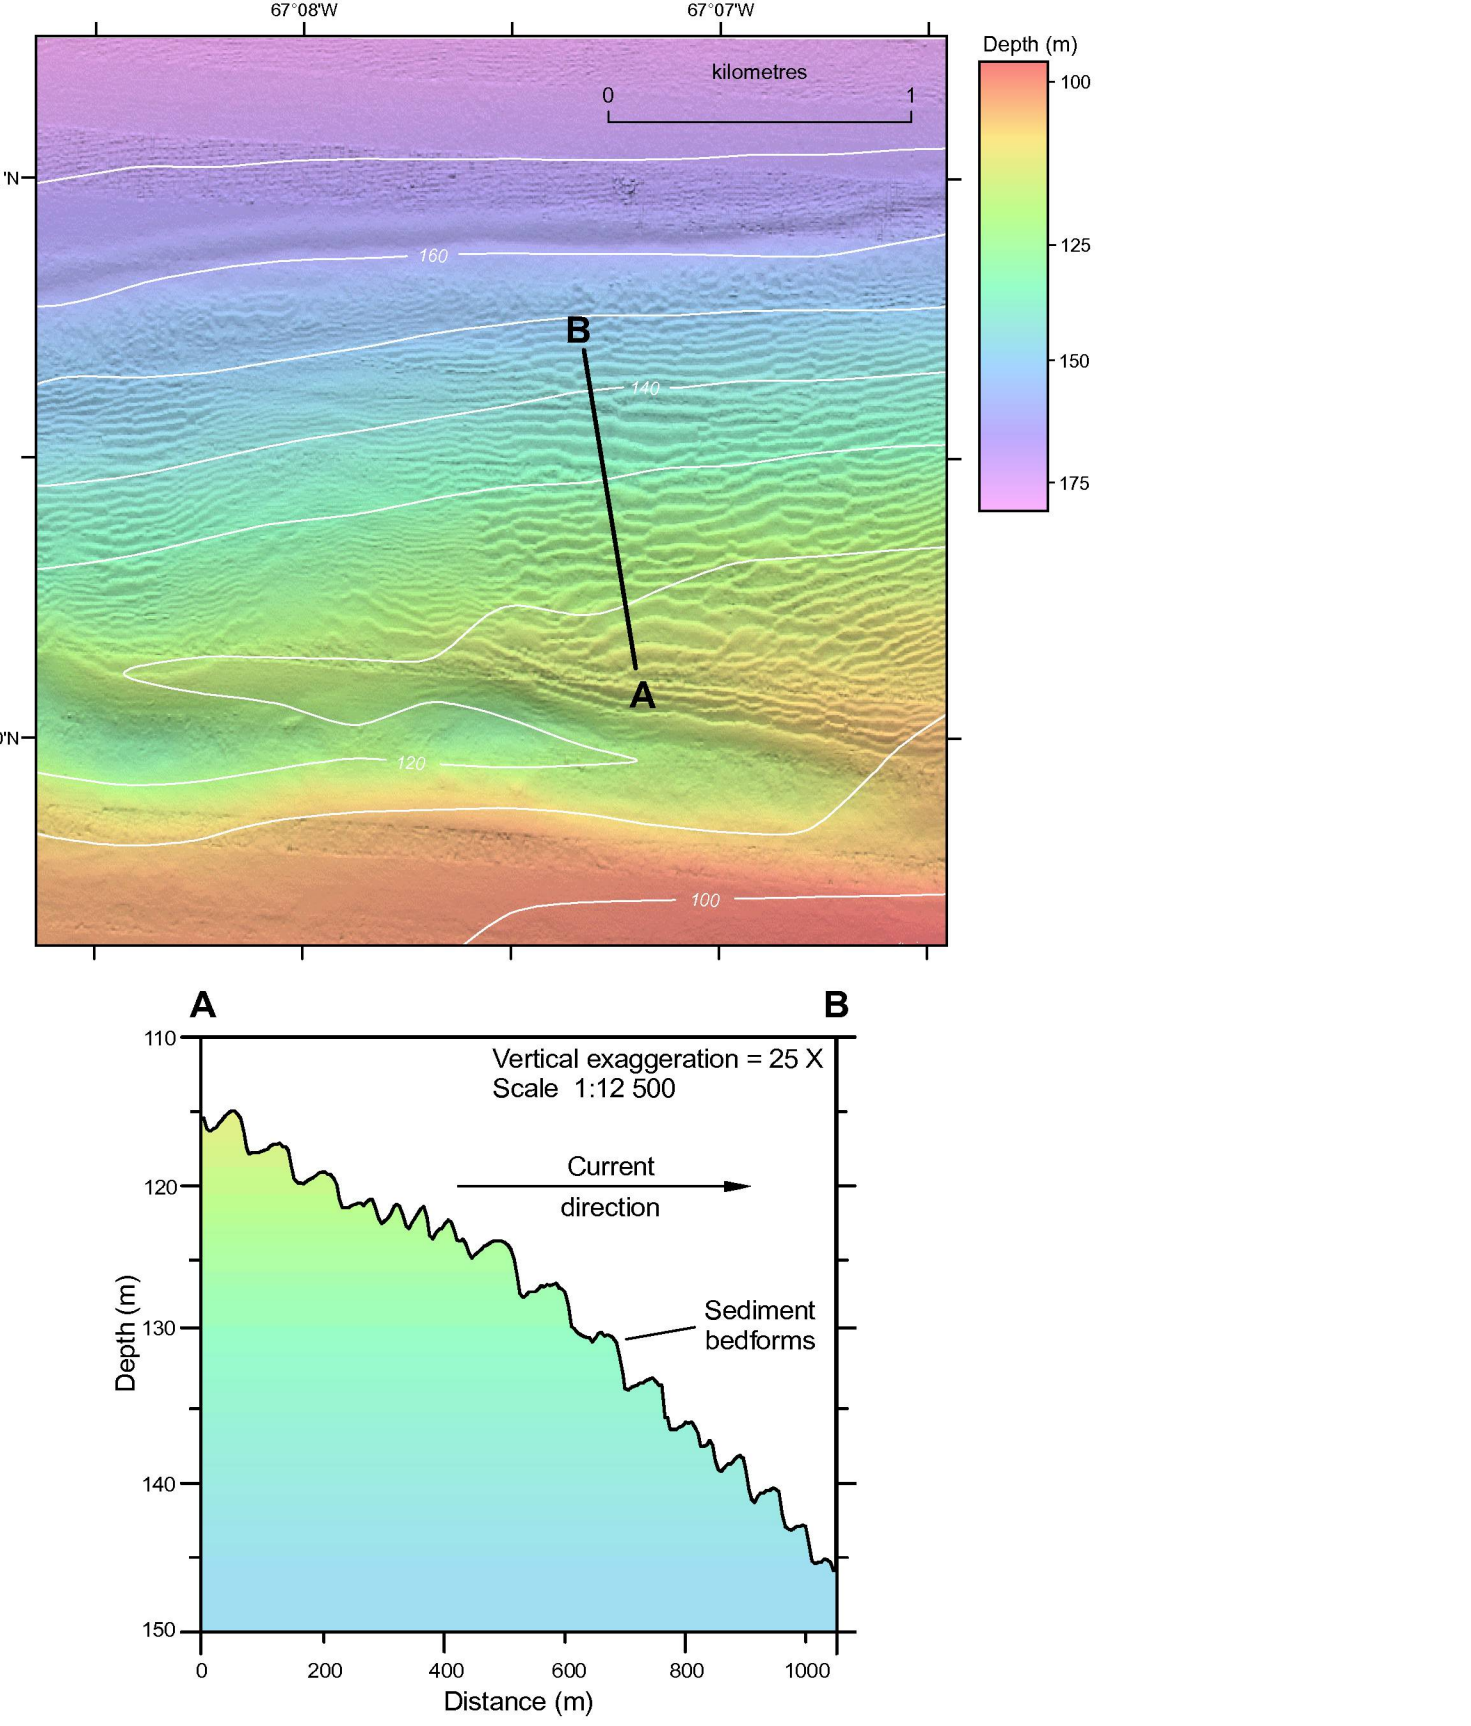 67°08'W 67°07'W
Depth (m)
kilometres
0 1
100
'N
125
160
B
150
140
175
A
0'N
120
100
A B
110
Vertical exaggeration = 25 X
Scale 1:12 500
Current
direction
120
Sediment
bedforms
130
Depth (m)
140
150
0 200 400 600 800 1000
Distance (m)